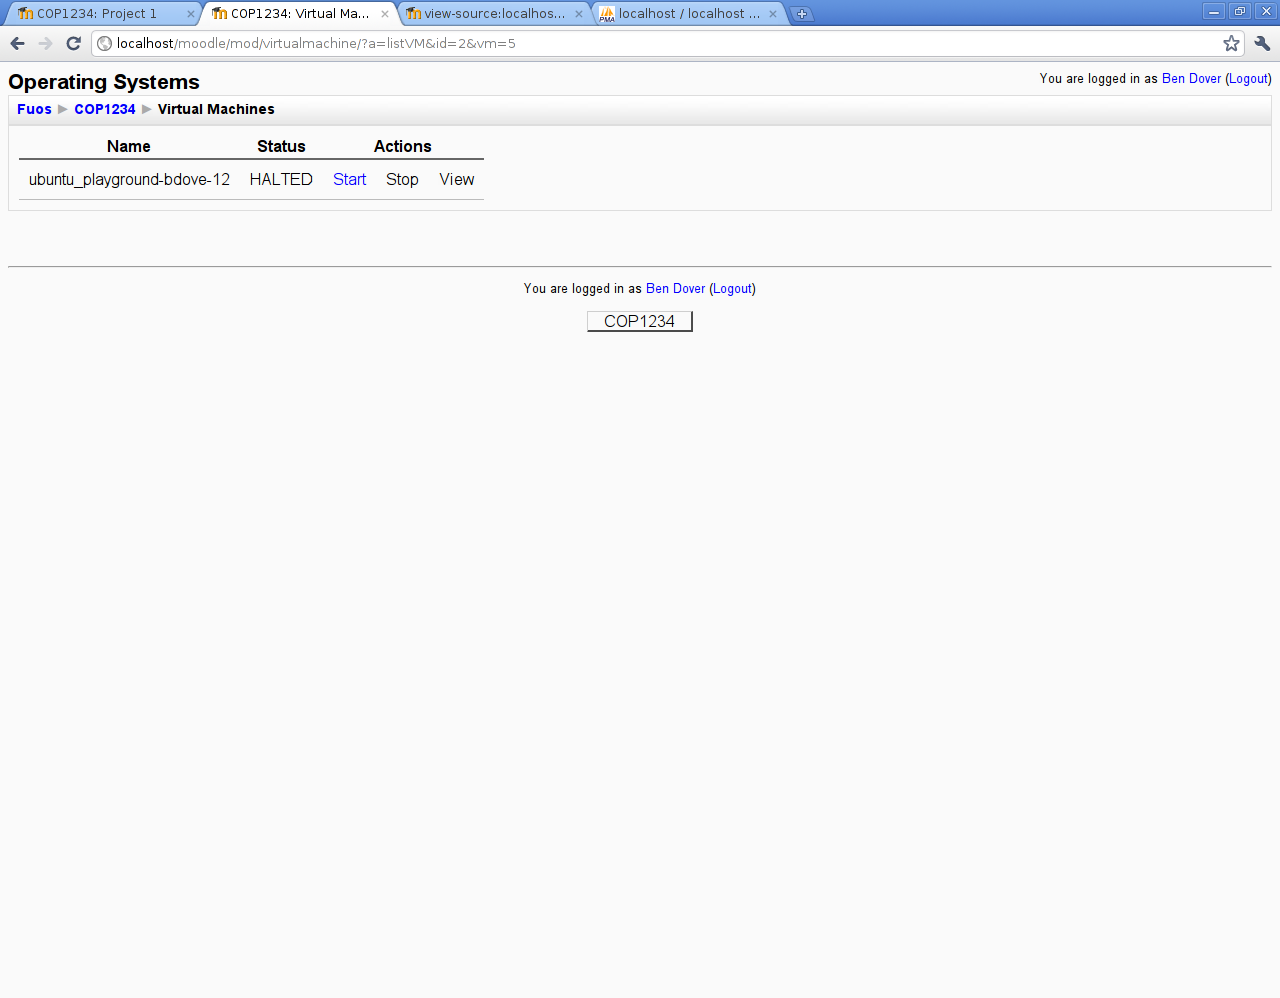 COP1234: Project 1
COP1234: Virtual Ma...
view-source:localhos...
PMA
localhost / localhost ...
localhost/moodle/mod/virtualmachine/?a=listVM&id=2&vm=5
Operating Systems
You are logged in as Ben Dover (Logout)
Fuos ► COP1234 ► Virtual Machines
Name Status Actions
ubuntu_playground-bdove-12 HALTED Start Stop View
You are logged in as Ben Dover (Logout)
COP1234